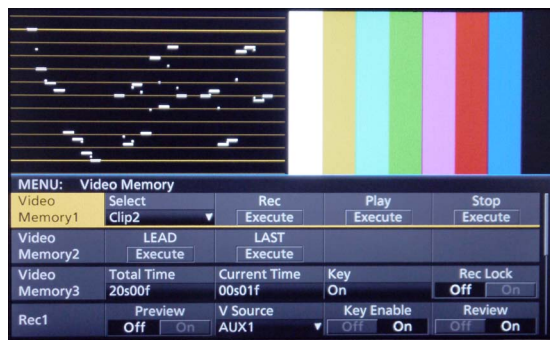 MENU: Video Memory
Video Memory1 Select Clip2 ▼ Rec Execute Play Execute Stop Execute
Video Memory2 LEAD Execute LAST Execute
Video Memory3 Total Time 20s00f Current Time 00s01f Key On Rec Lock Off On
Rec1 Preview Off On V Source AUX1 ▼ Key Enable Off On Review Off On